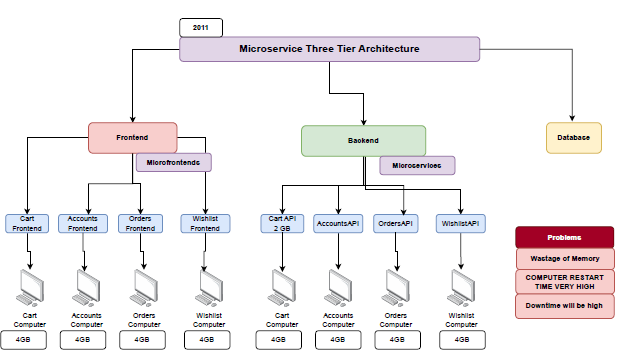 2011
Microservice Three Tier Architecture
Frontend
Microfrontends
Backend
Microservices
Database
Cart
Frontend
Accounts
Frontend
Orders
Frontend
Wishlist
Frontend
Cart API
2 GB
AccountsAPI
OrdersAPI
WishlistAPI
Cart
Computer
4GB
Accounts
Computer
4GB
Orders
Computer
4GB
Wishlist
Computer
4GB
Cart
Computer
4GB
Accounts
Computer
4GB
Orders
Computer
4GB
Wishlist
Computer
4GB
Problems
Wastage of Memory
COMPUTER RESTART
TIME VERY HIGH
Downtime will be high